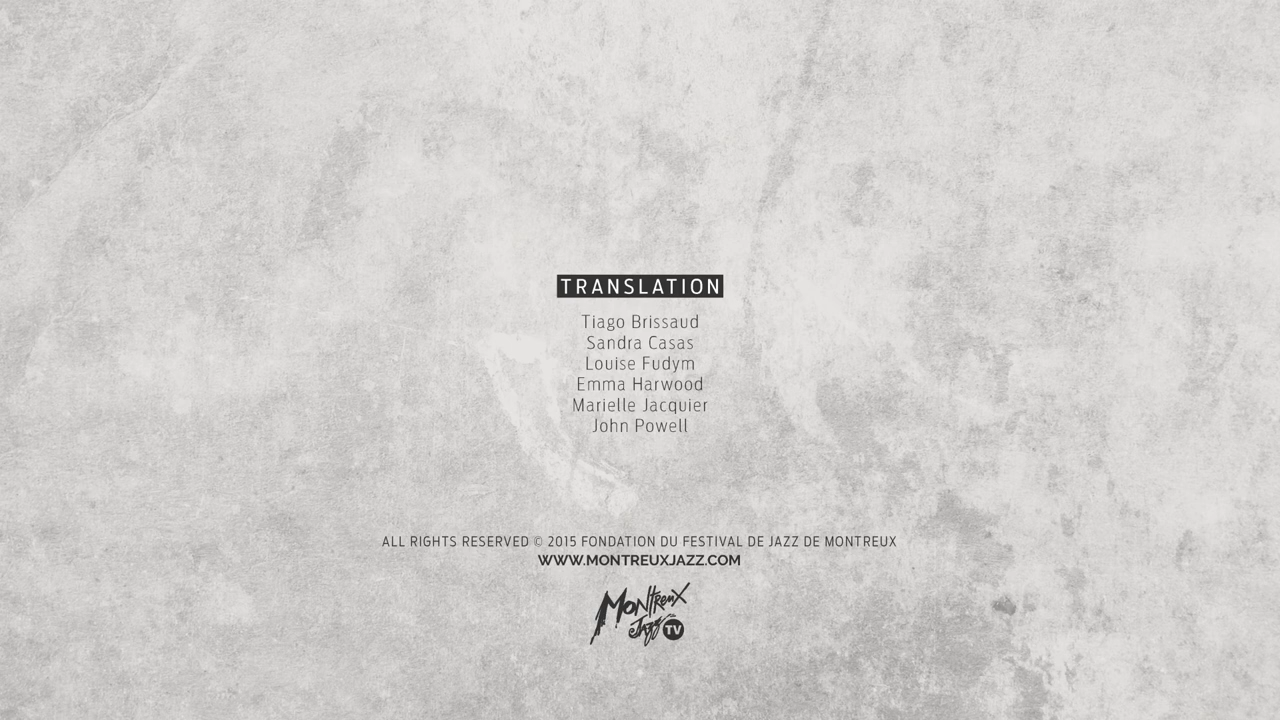 TRANSLATION
Tiago Brissaud
Sandra Casas
Louise Fudym
Emma Harwood
Marielle Jacquier
John Powell
ALL RIGHTS RESERVED © 2015 FONDATION DU FESTIVAL DE JAZZ DE MONTREUX
WWW.MONTREUXJAZZ.COM
MONTREUX
JAZZ TV